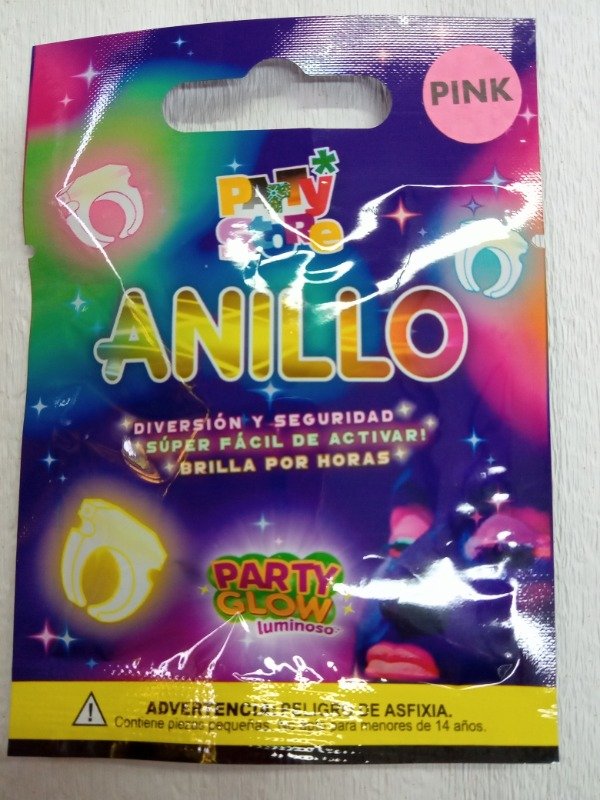 PINK
PARTY
STORE
ANILLO
DIVERSIÓN Y SEGURIDAD
SÚPER FÁCIL DE ACTIVAR!
BRILLA POR HORAS
PARTY
GLOW
luminoso
ADVERTENCIA: PELIGRO DE ASFIXIA.
Contiene piezas pequeñas. para menores de 14 años.